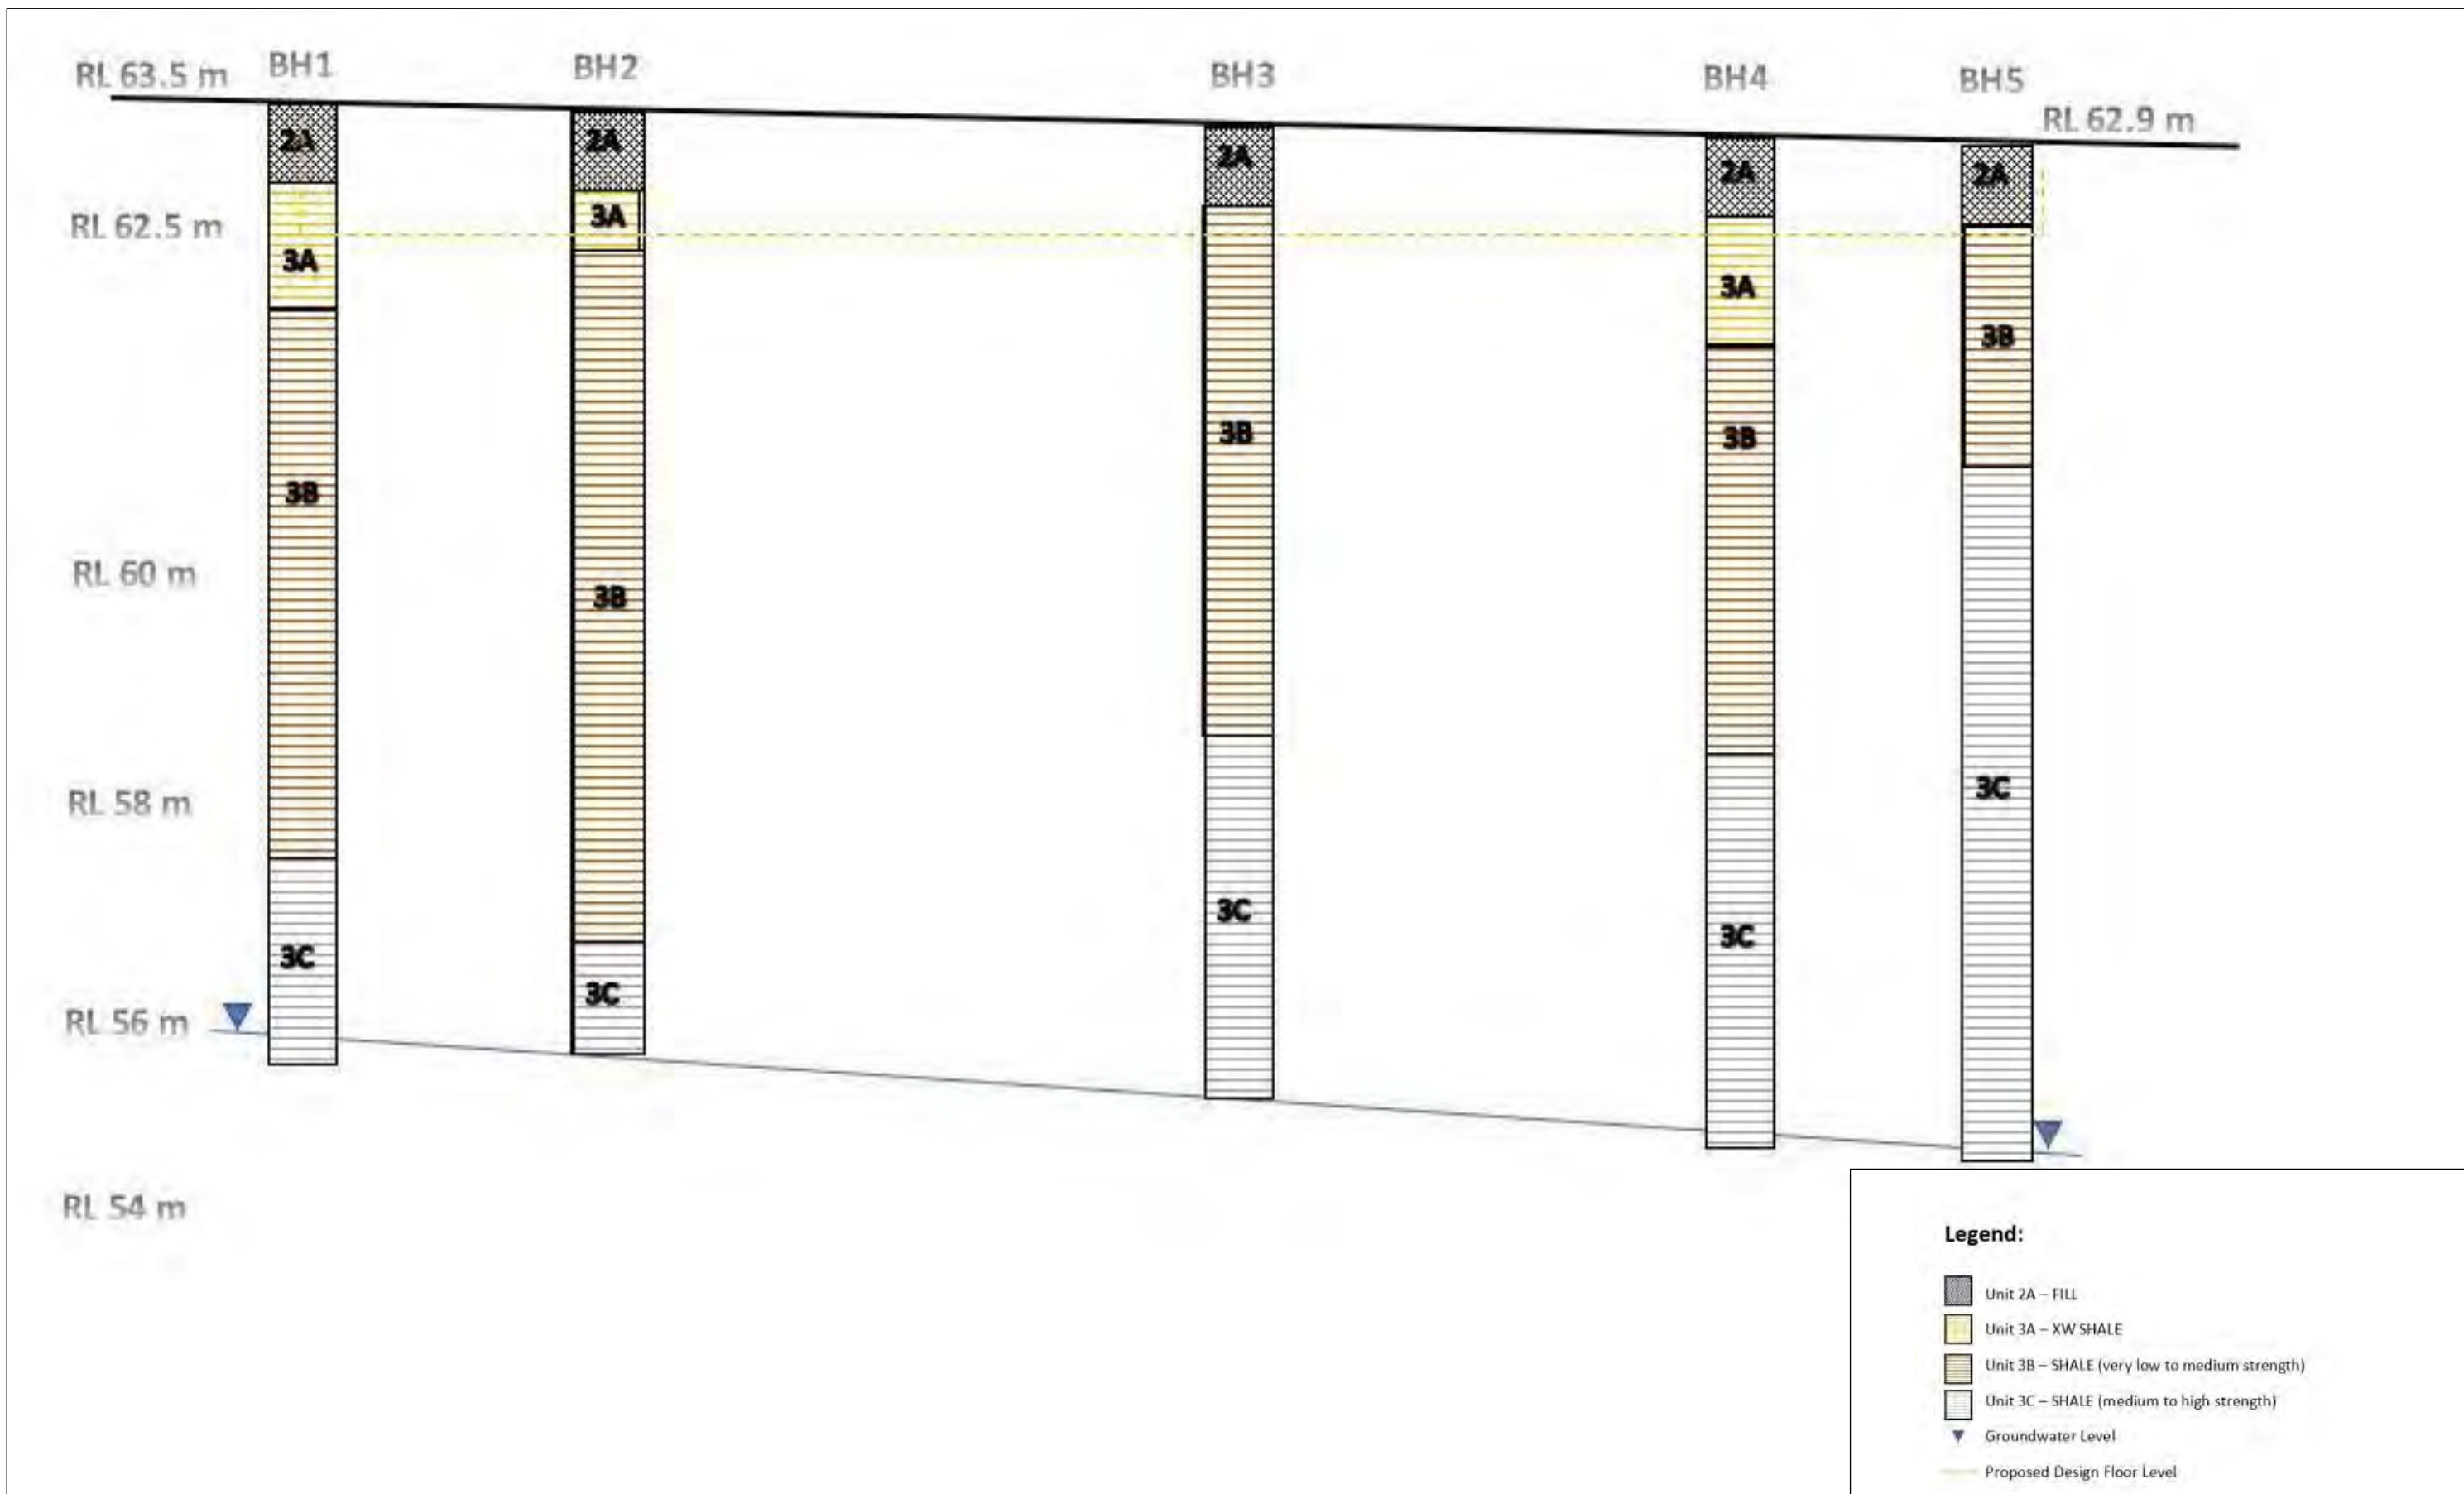 RL 63.5 m
BH1
BH2
BH3
BH4
BH5
RL 62.9 m
2A
2A
2A
2A
2A
RL 62.5 m
3A
3A
3A
3B
3B
3B
3B
3B
RL 60 m
RL 58 m
3C
3C
3C
3C
3C
RL 56 m
RL 54 m
Legend:
Unit 2A – FILL
Unit 3A – XW SHALE
Unit 3B – SHALE (very low to medium strength)
Unit 3C – SHALE (medium to high strength)
Groundwater Level
Proposed Design Floor Level